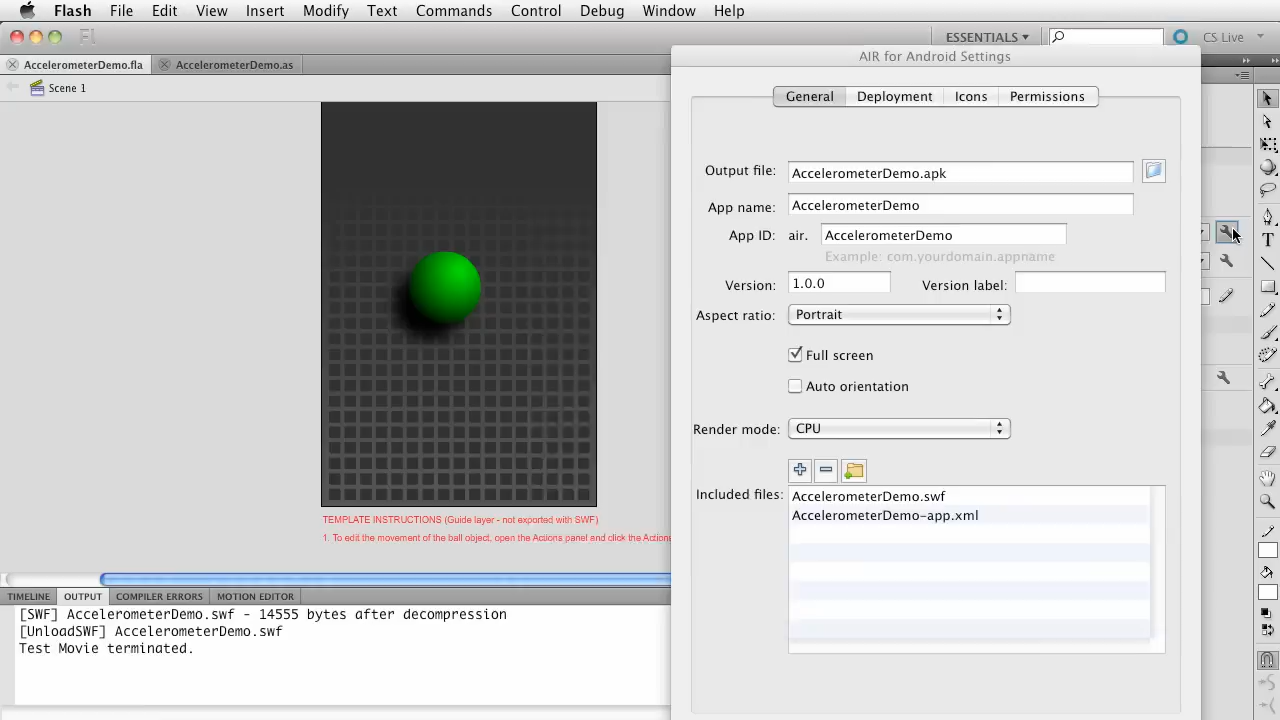 Flash File Edit View Insert Modify Text Commands Control Debug Window Help
Fl ESSENTIALS CS Live
AccelerometerDemo.fla AccelerometerDemo.as
Scene 1
AIR for Android Settings
General Deployment Icons Permissions
Output file: AccelerometerDemo.apk
App name: AccelerometerDemo
App ID: air. AccelerometerDemo
Example: com.yourdomain.appname
Version: 1.0.0 Version label:
Aspect ratio: Portrait
Full screen
Auto orientation
Render mode: CPU
Included files: AccelerometerDemo.swf
AccelerometerDemo-app.xml
TEMPLATE INSTRUCTIONS (Guide layer - not exported with SWF)
1. To edit the movement of the ball object, open the Actions panel and click the Actions
TIMELINE OUTPUT COMPILER ERRORS MOTION EDITOR
[SWF] AccelerometerDemo.swf - 14555 bytes after decompression
[UnloadSWF] AccelerometerDemo.swf
Test Movie terminated.